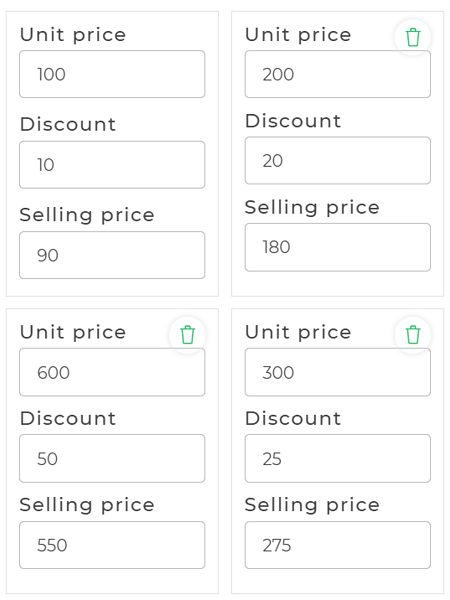 Unit price
100
Discount
10
Selling price
90
Unit price
200
Discount
20
Selling price
180
Unit price
600
Discount
50
Selling price
550
Unit price
300
Discount
25
Selling price
275